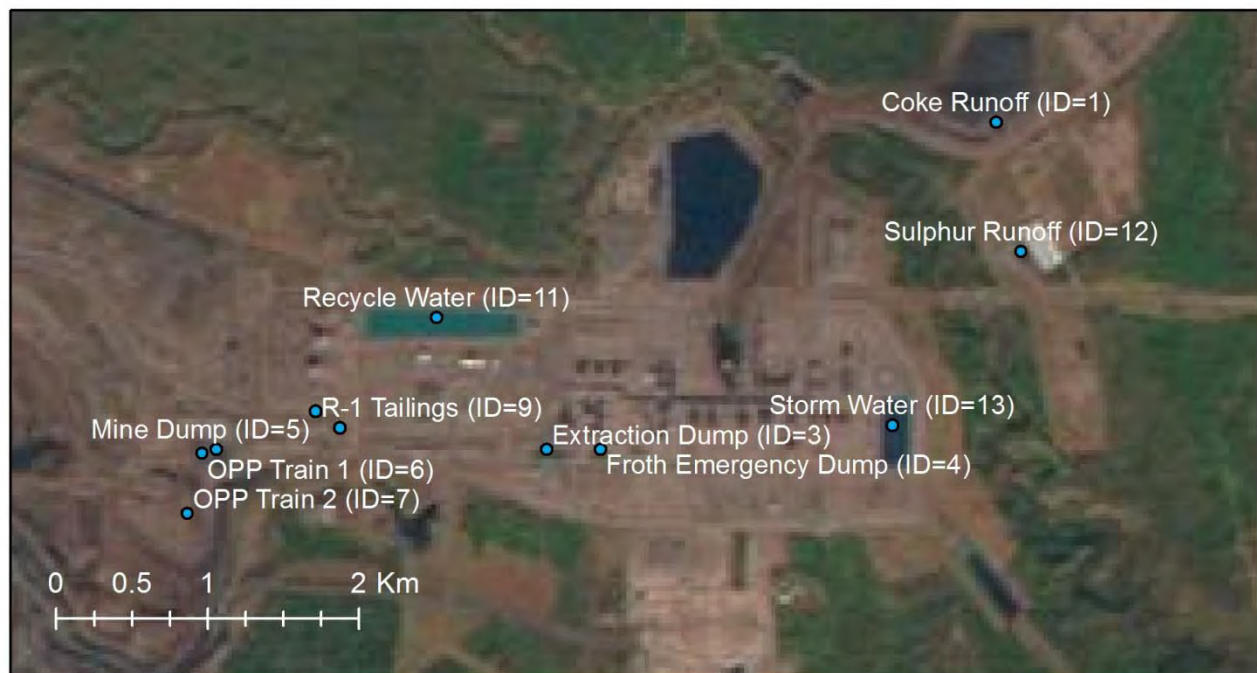 Coke Runoff (ID=1)
Sulphur Runoff (ID=12)
Recycle Water (ID=11)
R-1 Tailings (ID=9)
Storm Water (ID=13)
Mine Dump (ID=5)
Extraction Dump (ID=3)
OPP Train 1 (ID=6)
Froth Emergency Dump (ID=4)
OPP Train 2 (ID=7)
0 0.5 1 2 Km